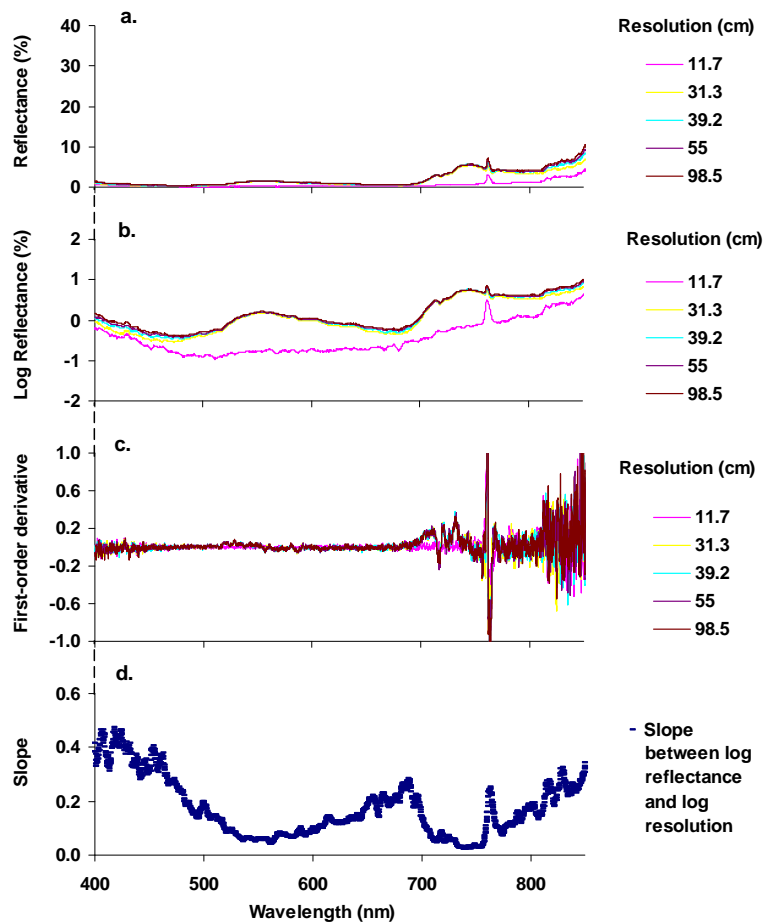 a.
Reflectance (%)
40
30
20
10
0
Resolution (cm)
11.7
31.3
39.2
55
98.5
b.
Log Reflectance (%)
2
1
0
-1
-2
Resolution (cm)
11.7
31.3
39.2
55
98.5
c.
First-order derivative
1.0
0.6
0.2
-0.2
-0.6
-1.0
Resolution (cm)
11.7
31.3
39.2
55
98.5
d.
Slope
0.6
0.4
0.2
0.0
400
500
600
700
800
Wavelength (nm)
Slope
between log
reflectance
and log
resolution